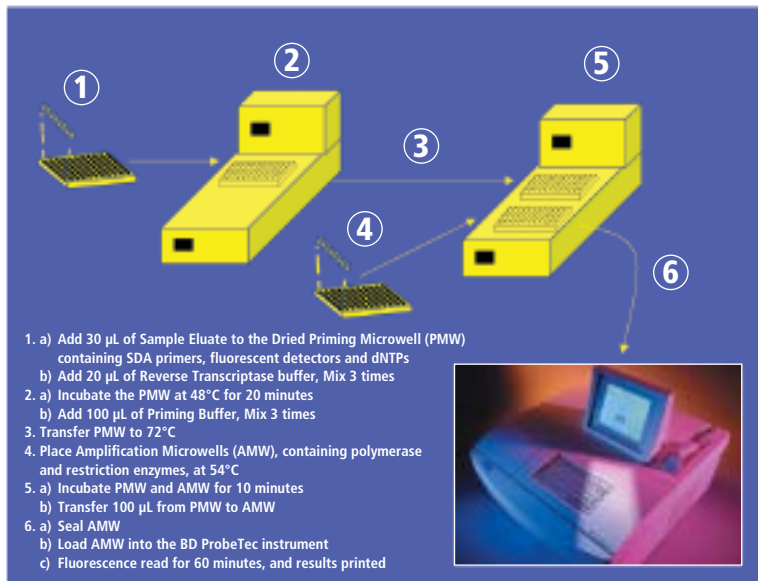 1
2
5
3
4
6
1. a) Add 30 µL of Sample Eluate to the Dried Priming Microwell (PMW)
containing SDA primers, fluorescent detectors and dNTPs
b) Add 20 µL of Reverse Transcriptase buffer, Mix 3 times
2. a) Incubate the PMW at 48°C for 20 minutes
b) Add 100 µL of Priming Buffer, Mix 3 times
3. Transfer PMW to 72°C
4. Place Amplification Microwells (AMW), containing polymerase
and restriction enzymes, at 54°C
5. a) Incubate PMW and AMW for 10 minutes
b) Transfer 100 µL from PMW to AMW
6. a) Seal AMW
b) Load AMW into the BD ProbeTec instrument
c) Fluorescence read for 60 minutes, and results printed